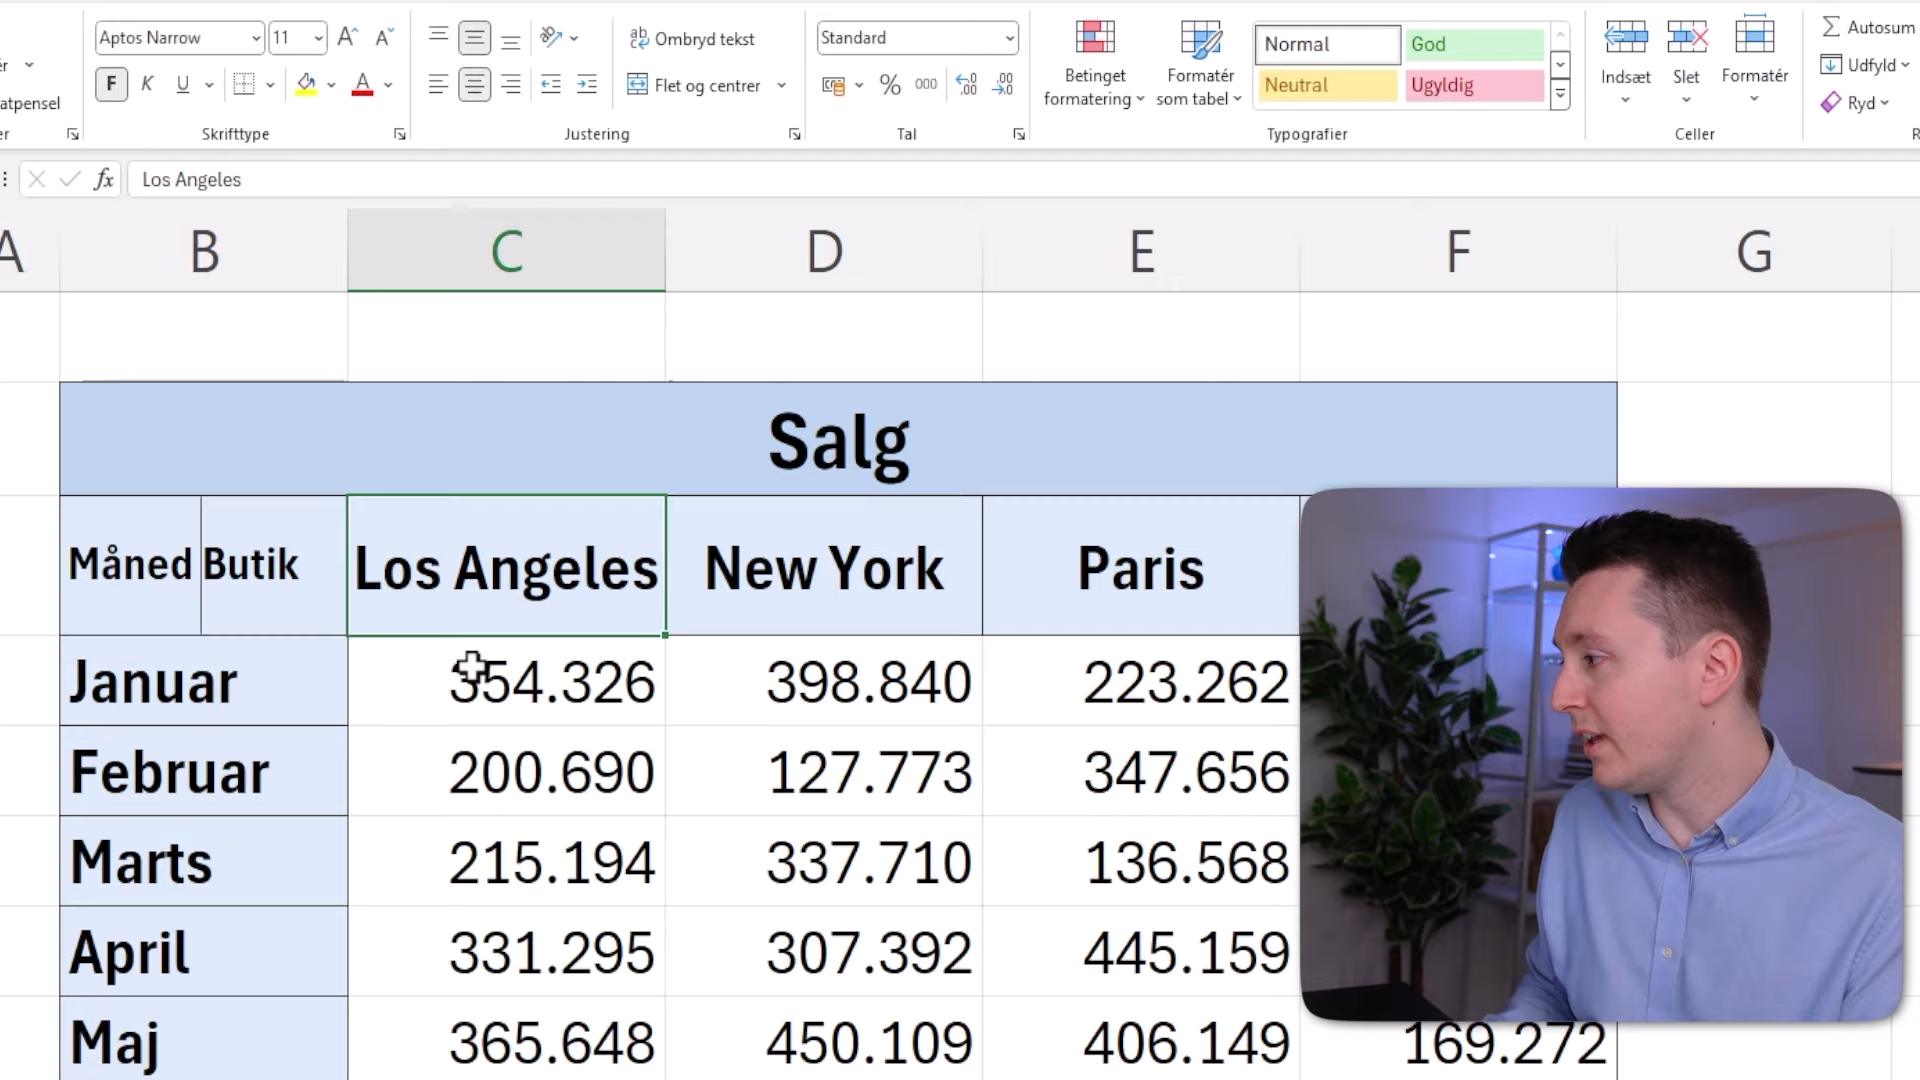 Aptos Narrow 11 Ombryd tekst Standard
Normal God Autosum
F K U Flet og centrer % 000
Betinget formatering Formatér som tabel Neutral Ugyldig Indsæt Slet Formatér Udfyld
atpensel Ryd
Skrifttype Justering Tal Typografier Celler
fx Los Angeles
A B C D E F G
Salg
Måned Butik Los Angeles New York Paris
Januar 354.326 398.840 223.262
Februar 200.690 127.773 347.656
Marts 215.194 337.710 136.568
April 331.295 307.392 445.159
Maj 365.648 450.109 406.149 169.272